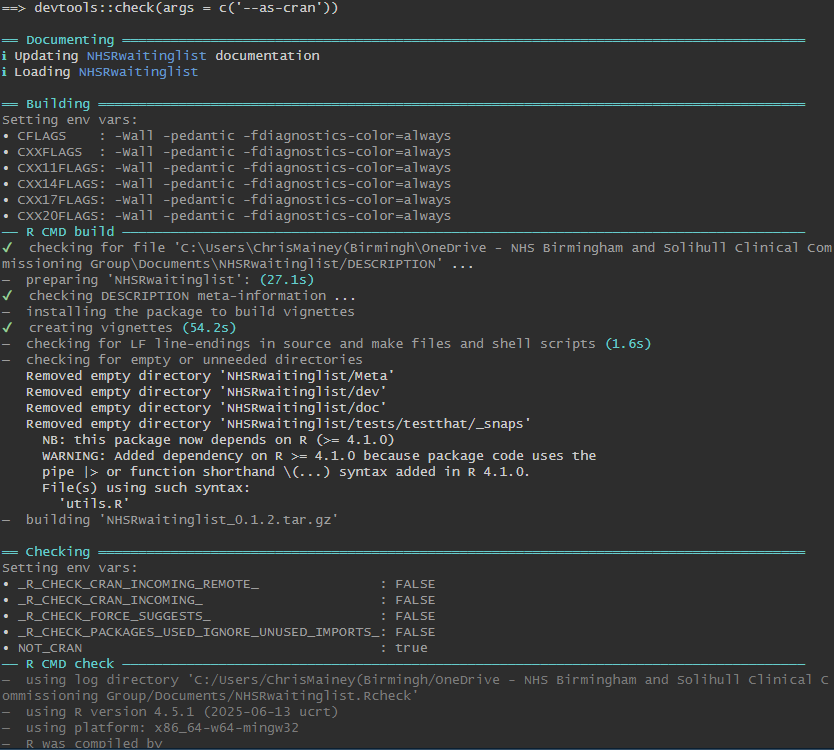 ==> devtools::check(args = c('--as-cran'))
══ Documenting ══
ℹ Updating NHSRwaitinglist documentation
ℹ Loading NHSRwaitinglist
══ Building ══
Setting env vars:
• CFLAGS    : -Wall -pedantic -fdiagnostics-color=always
• CXXFLAGS  : -Wall -pedantic -fdiagnostics-color=always
• CXX11FLAGS: -Wall -pedantic -fdiagnostics-color=always
• CXX14FLAGS: -Wall -pedantic -fdiagnostics-color=always
• CXX17FLAGS: -Wall -pedantic -fdiagnostics-color=always
• CXX20FLAGS: -Wall -pedantic -fdiagnostics-color=always
── R CMD build ──
✔  checking for file 'C:\Users\ChrisMainey(Birmingh\OneDrive - NHS Birmingham and Solihull Clinical Com
missioning Group\Documents\NHSRwaitinglist/DESCRIPTION' ...
─  preparing 'NHSRwaitinglist': (27.1s)
✔  checking DESCRIPTION meta-information ...
─  installing the package to build vignettes
✔  creating vignettes (54.2s)
─  checking for LF line-endings in source and make files and shell scripts (1.6s)
─  checking for empty or unneeded directories
Removed empty directory 'NHSRwaitinglist/Meta'
Removed empty directory 'NHSRwaitinglist/dev'
Removed empty directory 'NHSRwaitinglist/doc'
Removed empty directory 'NHSRwaitinglist/tests/testthat/_snaps'
NB: this package now depends on R (>= 4.1.0)
WARNING: Added dependency on R >= 4.1.0 because package code uses the
pipe |> or function shorthand \(...) syntax added in R 4.1.0.
File(s) using such syntax:
'utils.R'
─  building 'NHSRwaitinglist_0.1.2.tar.gz'
══ Checking ══
Setting env vars:
• _R_CHECK_CRAN_INCOMING_REMOTE_               : FALSE
• _R_CHECK_CRAN_INCOMING_                      : FALSE
• _R_CHECK_FORCE_SUGGESTS_                     : FALSE
• _R_CHECK_PACKAGES_USED_IGNORE_UNUSED_IMPORTS_: FALSE
• NOT_CRAN                                     : true
── R CMD check ──
─  using log directory 'C:/Users/ChrisMainey(Birmingh/OneDrive - NHS Birmingham and Solihull Clinical C
ommissioning Group/Documents/NHSRwaitinglist.Rcheck'
─  using R version 4.5.1 (2025-06-13 ucrt)
─  using platform: x86_64-w64-mingw32
─  R was compiled by